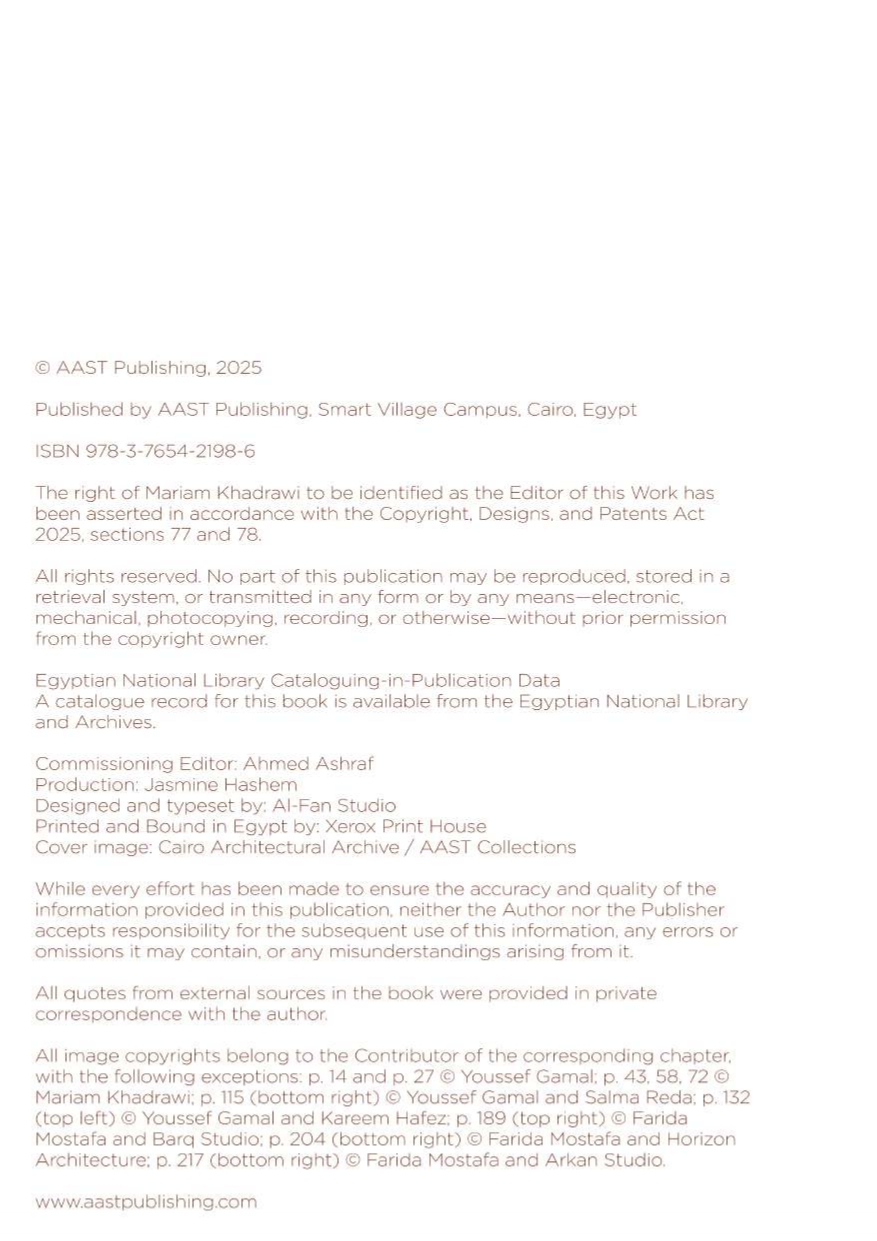 © AAST Publishing, 2025
Published by AAST Publishing, Smart Village Campus, Cairo, Egypt
ISBN 978-3-7654-2198-6
The right of Mariam Khadrawi to be identified as the Editor of this Work has
been asserted in accordance with the Copyright, Designs, and Patents Act
2025, sections 77 and 78.
All rights reserved. No part of this publication may be reproduced, stored in a
retrieval system, or transmitted in any form or by any means—electronic,
mechanical, photocopying, recording, or otherwise—without prior permission
from the copyright owner.
Egyptian National Library Cataloguing-in-Publication Data
A catalogue record for this book is available from the Egyptian National Library
and Archives.
Commissioning Editor: Ahmed Ashraf
Production: Jasmine Hashem
Designed and typeset by: Al-Fan Studio
Printed and Bound in Egypt by: Xerox Print House
Cover image: Cairo Architectural Archive / AAST Collections
While every effort has been made to ensure the accuracy and quality of the
information provided in this publication, neither the Author nor the Publisher
accepts responsibility for the subsequent use of this information, any errors or
omissions it may contain, or any misunderstandings arising from it.
All quotes from external sources in the book were provided in private
correspondence with the author.
All image copyrights belong to the Contributor of the corresponding chapter,
with the following exceptions: p. 14 and p. 27 © Youssef Gamal; p. 43, 58, 72 ©
Mariam Khadrawi; p. 115 (bottom right) © Youssef Gamal and Salma Reda; p. 132
(top left) © Youssef Gamal and Kareem Hafez; p. 189 (top right) © Farida
Mostafa and Barq Studio; p. 204 (bottom right) © Farida Mostafa and Horizon
Architecture; p. 217 (bottom right) © Farida Mostafa and Arkan Studio.
www.aastpublishing.com